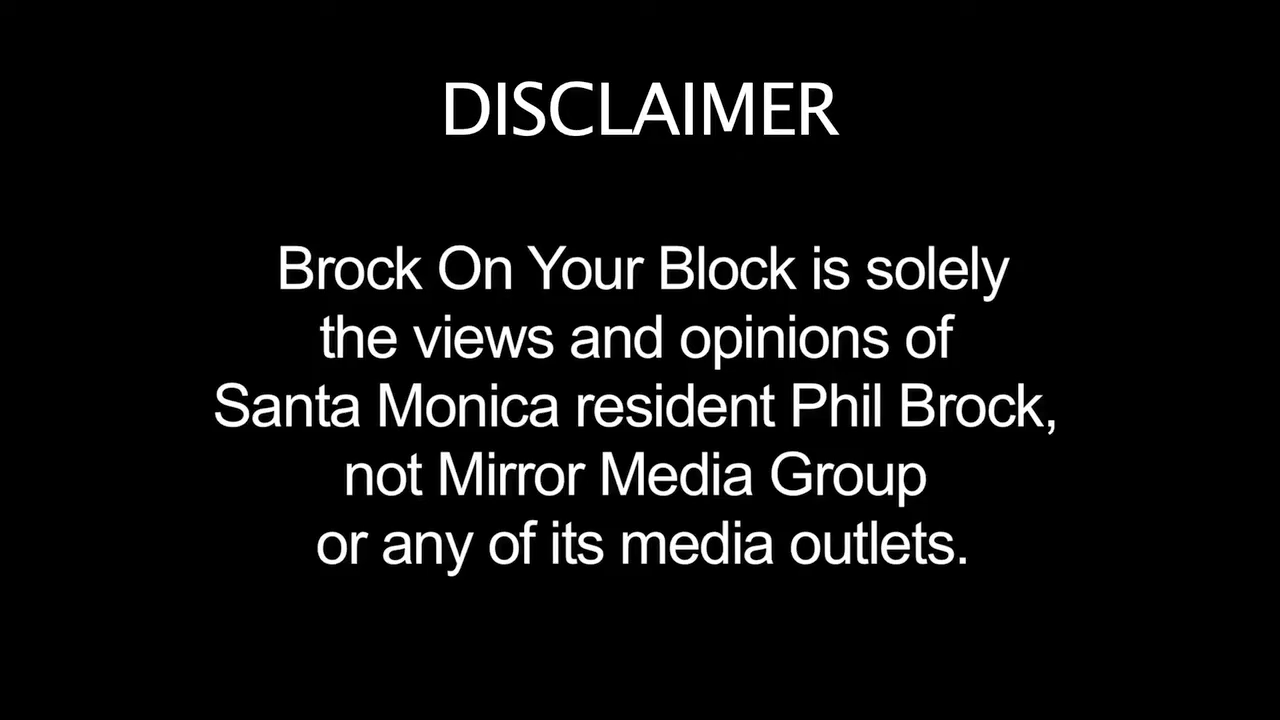 DISCLAIMER
Brock On Your Block is solely
the views and opinions of
Santa Monica resident Phil Brock,
not Mirror Media Group
or any of its media outlets.